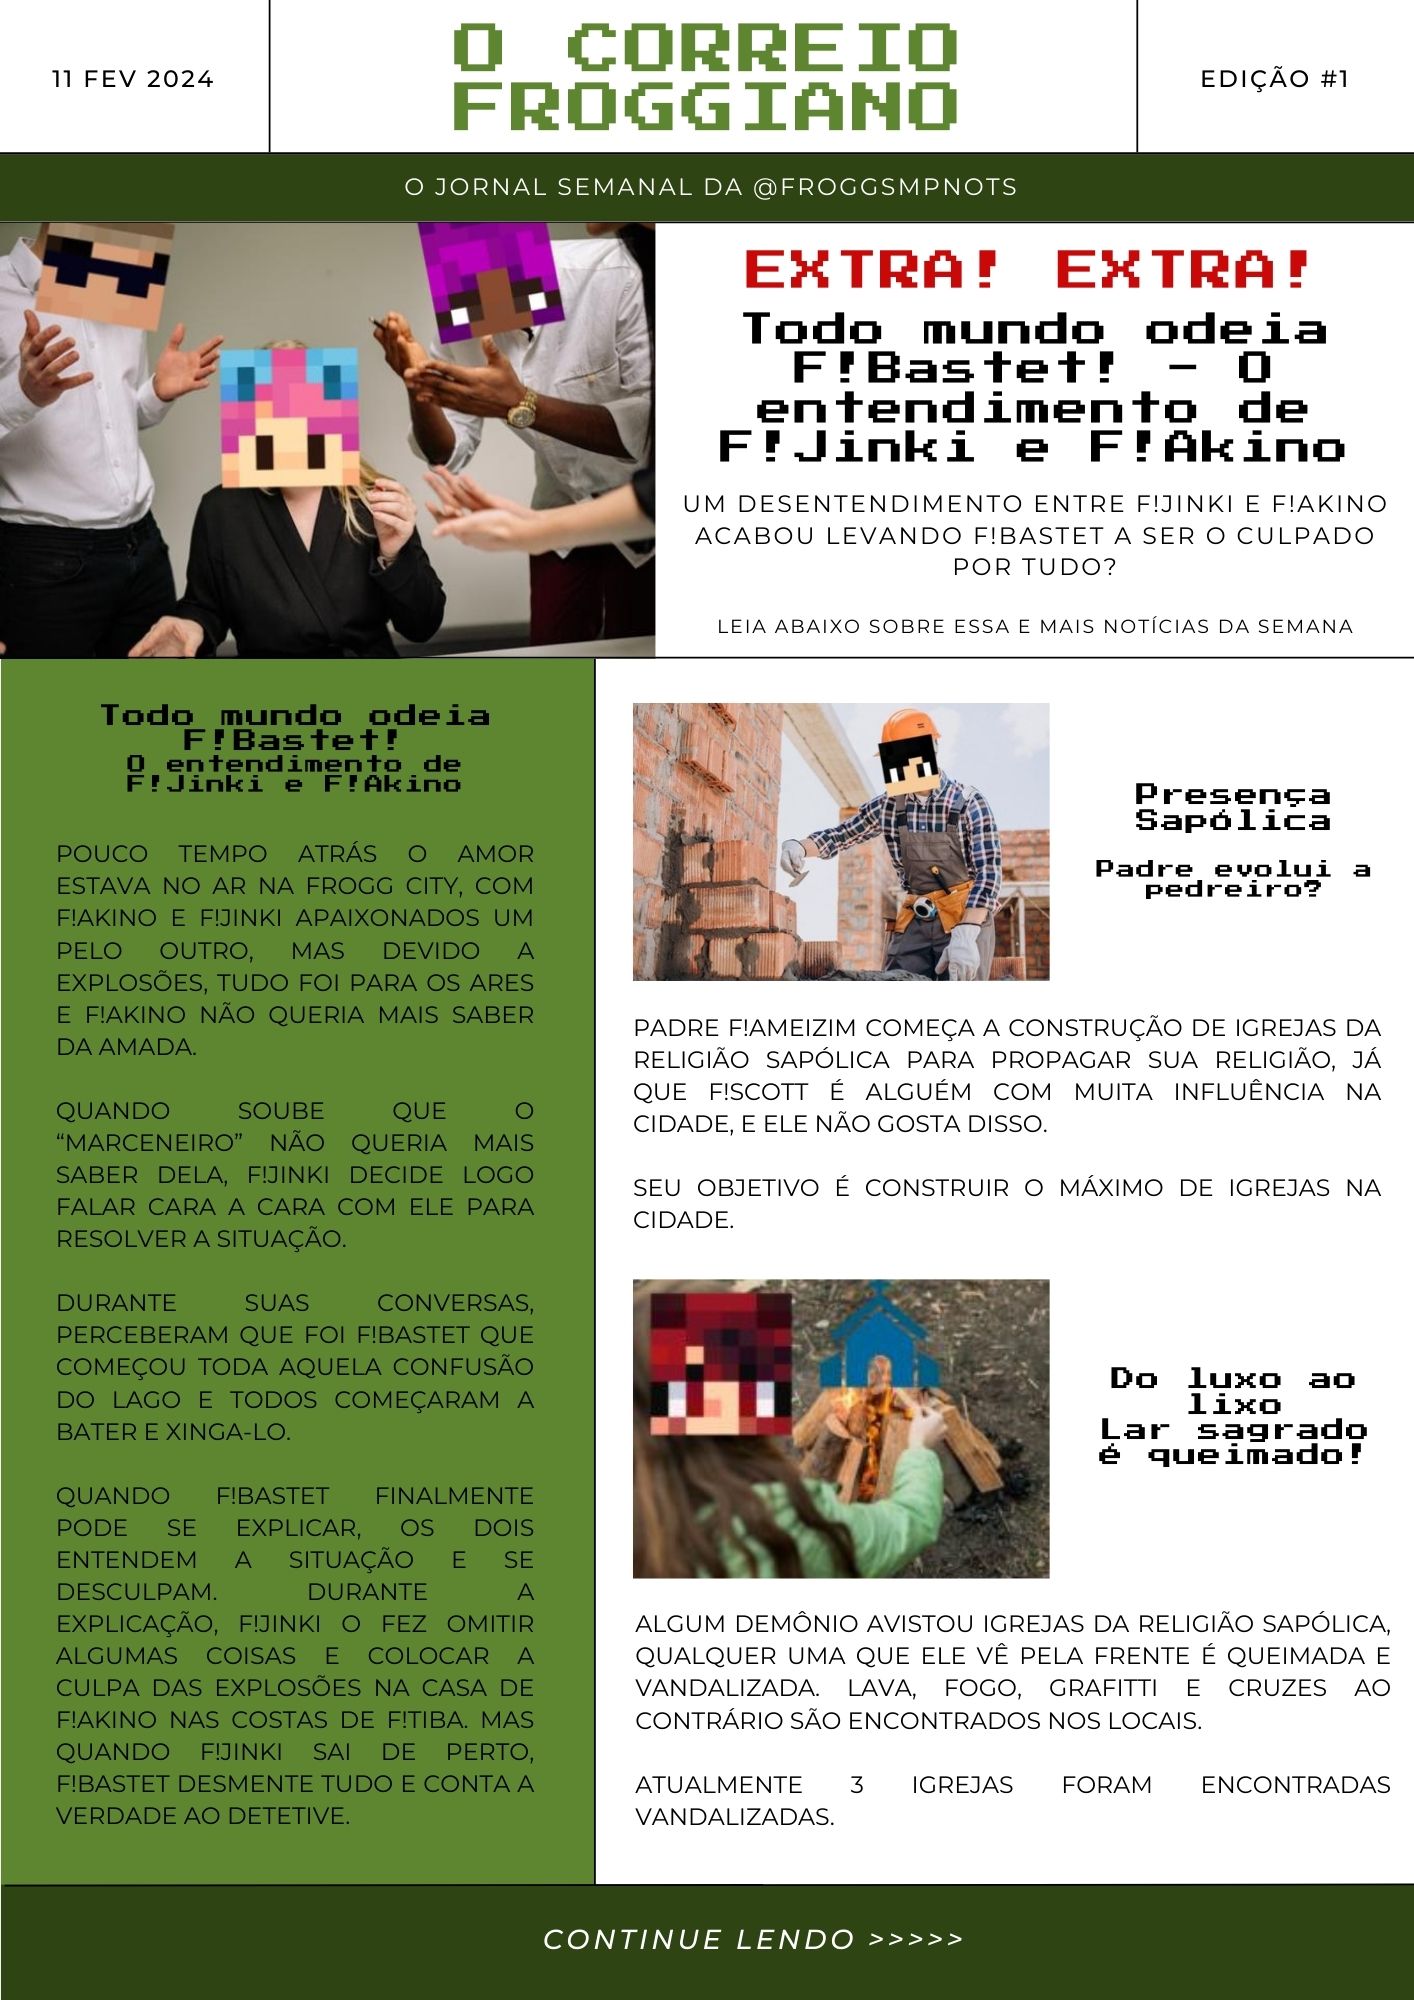 11 FEV 2024
O CORREIO
FROGGIANO
EDIÇÃO #1
O JORNAL SEMANAL DA @FROGGSMPNOTS
EXTRA! EXTRA!
Todo mundo odeia
F!Bastet! - O
entendimento de
F!Jinki e F!Akino
UM DESENTENDIMENTO ENTRE F!JINKI E F!AKINO
ACABOU LEVANDO F!BASTET A SER O CULPADO
POR TUDO?
LEIA ABAIXO SOBRE ESSA E MAIS NOTÍCIAS DA SEMANA
Todo mundo odeia
F!Bastet!
O entendimento de
F!Jinki e F!Akino
POUCO TEMPO ATRÁS O AMOR
ESTAVA NO AR NA FROGG CITY, COM
F!AKINO E F!JINKI APAIXONADOS UM
PELO OUTRO, MAS DEVIDO A
EXPLOSÕES, TUDO FOI PARA OS ARES
E F!AKINO NÃO QUERIA MAIS SABER
DA AMADA.
QUANDO SOUBE QUE O
“MARCENEIRO” NÃO QUERIA MAIS
SABER DELA, F!JINKI DECIDE LOGO
FALAR CARA A CARA COM ELE PARA
RESOLVER A SITUAÇÃO.
DURANTE SUAS CONVERSAS,
PERCEBERAM QUE FOI F!BASTET QUE
COMEÇOU TODA AQUELA CONFUSÃO
DO LAGO E TODOS COMEÇARAM A
BATER E XINGA-LO.
QUANDO F!BASTET FINALMENTE
PODE SE EXPLICAR, OS DOIS
ENTENDEM A SITUAÇÃO E SE
DESCULPAM. DURANTE A
EXPLICAÇÃO, F!JINKI O FEZ OMITIR
ALGUMAS COISAS E COLOCAR A
CULPA DAS EXPLOSÕES NA CASA DE
F!AKINO NAS COSTAS DE F!TIBA. MAS
QUANDO F!JINKI SAI DE PERTO,
F!BASTET DESMENTE TUDO E CONTA A
VERDADE AO DETETIVE.
Presença
Sapólica
Padre evolui a
pedreiro?
PADRE F!AMEIZIM COMEÇA A CONSTRUÇÃO DE IGREJAS DA
RELIGIÃO SAPÓLICA PARA PROPAGAR SUA RELIGIÃO, JÁ
QUE F!SCOTT É ALGUÉM COM MUITA INFLUÊNCIA NA
CIDADE, E ELE NÃO GOSTA DISSO.
SEU OBJETIVO É CONSTRUIR O MÁXIMO DE IGREJAS NA
CIDADE.
Do luxo ao
lixo
Lar sagrado
é queimado!
ALGUM DEMÔNIO AVISTOU IGREJAS DA RELIGIÃO SAPÓLICA,
QUALQUER UMA QUE ELE VÊ PELA FRENTE É QUEIMADA E
VANDALIZADA. LAVA, FOGO, GRAFITTI E CRUZES AO
CONTRÁRIO SÃO ENCONTRADOS NOS LOCAIS.
ATUALMENTE 3 IGREJAS FORAM ENCONTRADAS
VANDALIZADAS.
CONTINUE LENDO >>>>>